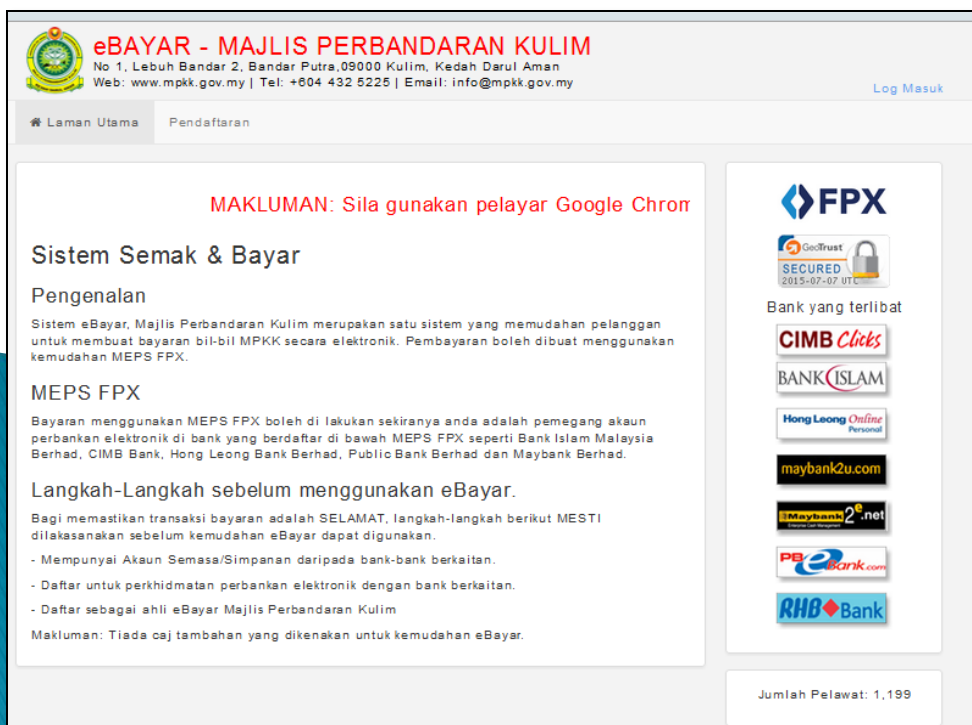 eBAYAR - MAJLIS PERBANDARAN KULIM
No 1, Lebuh Bandar 2, Bandar Putra,09000 Kulim, Kedah Darul Aman
Web: www.mpkk.gov.my | Tel: +604 432 5225 | Email: info@mpkk.gov.my
Log Masuk
Laman Utama Pendaftaran
MAKLUMAN: Sila gunakan pelayar Google Chrom
Sistem Semak & Bayar
Pengenalan
Sistem eBayar, Majlis Perbandaran Kulim merupakan satu sistem yang memudahan pelanggan
untuk membuat bayaran bil-bil MPKK secara elektronik. Pembayaran boleh dibuat menggunakan
kemudahan MEPS FPX.
MEPS FPX
Bayaran menggunakan MEPS FPX boleh di lakukan sekiranya anda adalah pemegang akaun
perbankan elektronik di bank yang berdaftar di bawah MEPS FPX seperti Bank Islam Malaysia
Berhad, CIMB Bank, Hong Leong Bank Berhad, Public Bank Berhad dan Maybank Berhad.
Langkah-Langkah sebelum menggunakan eBayar.
Bagi memastikan transaksi bayaran adalah SELAMAT, langkah-langkah berikut MESTI
dilakasanakan sebelum kemudahan eBayar dapat digunakan.
- Mempunyai Akaun Semasa/Simpanan daripada bank-bank berkaitan.
- Daftar untuk perkhidmatan perbankan elektronik dengan bank berkaitan.
- Daftar sebagai ahli eBayar Majlis Perbandaran Kulim
Makluman: Tiada caj tambahan yang dikenakan untuk kemudahan eBayar.
FPX
GeoTrust
SECURED
2015-07-07 UTC
Bank yang terlibat
CIMB Clicks
BANK ISLAM
Hong Leong Online
Personal
maybank2u.com
Maybank2e.net
PBeBank.com
RHB Bank
Jumlah Pelawat: 1,199